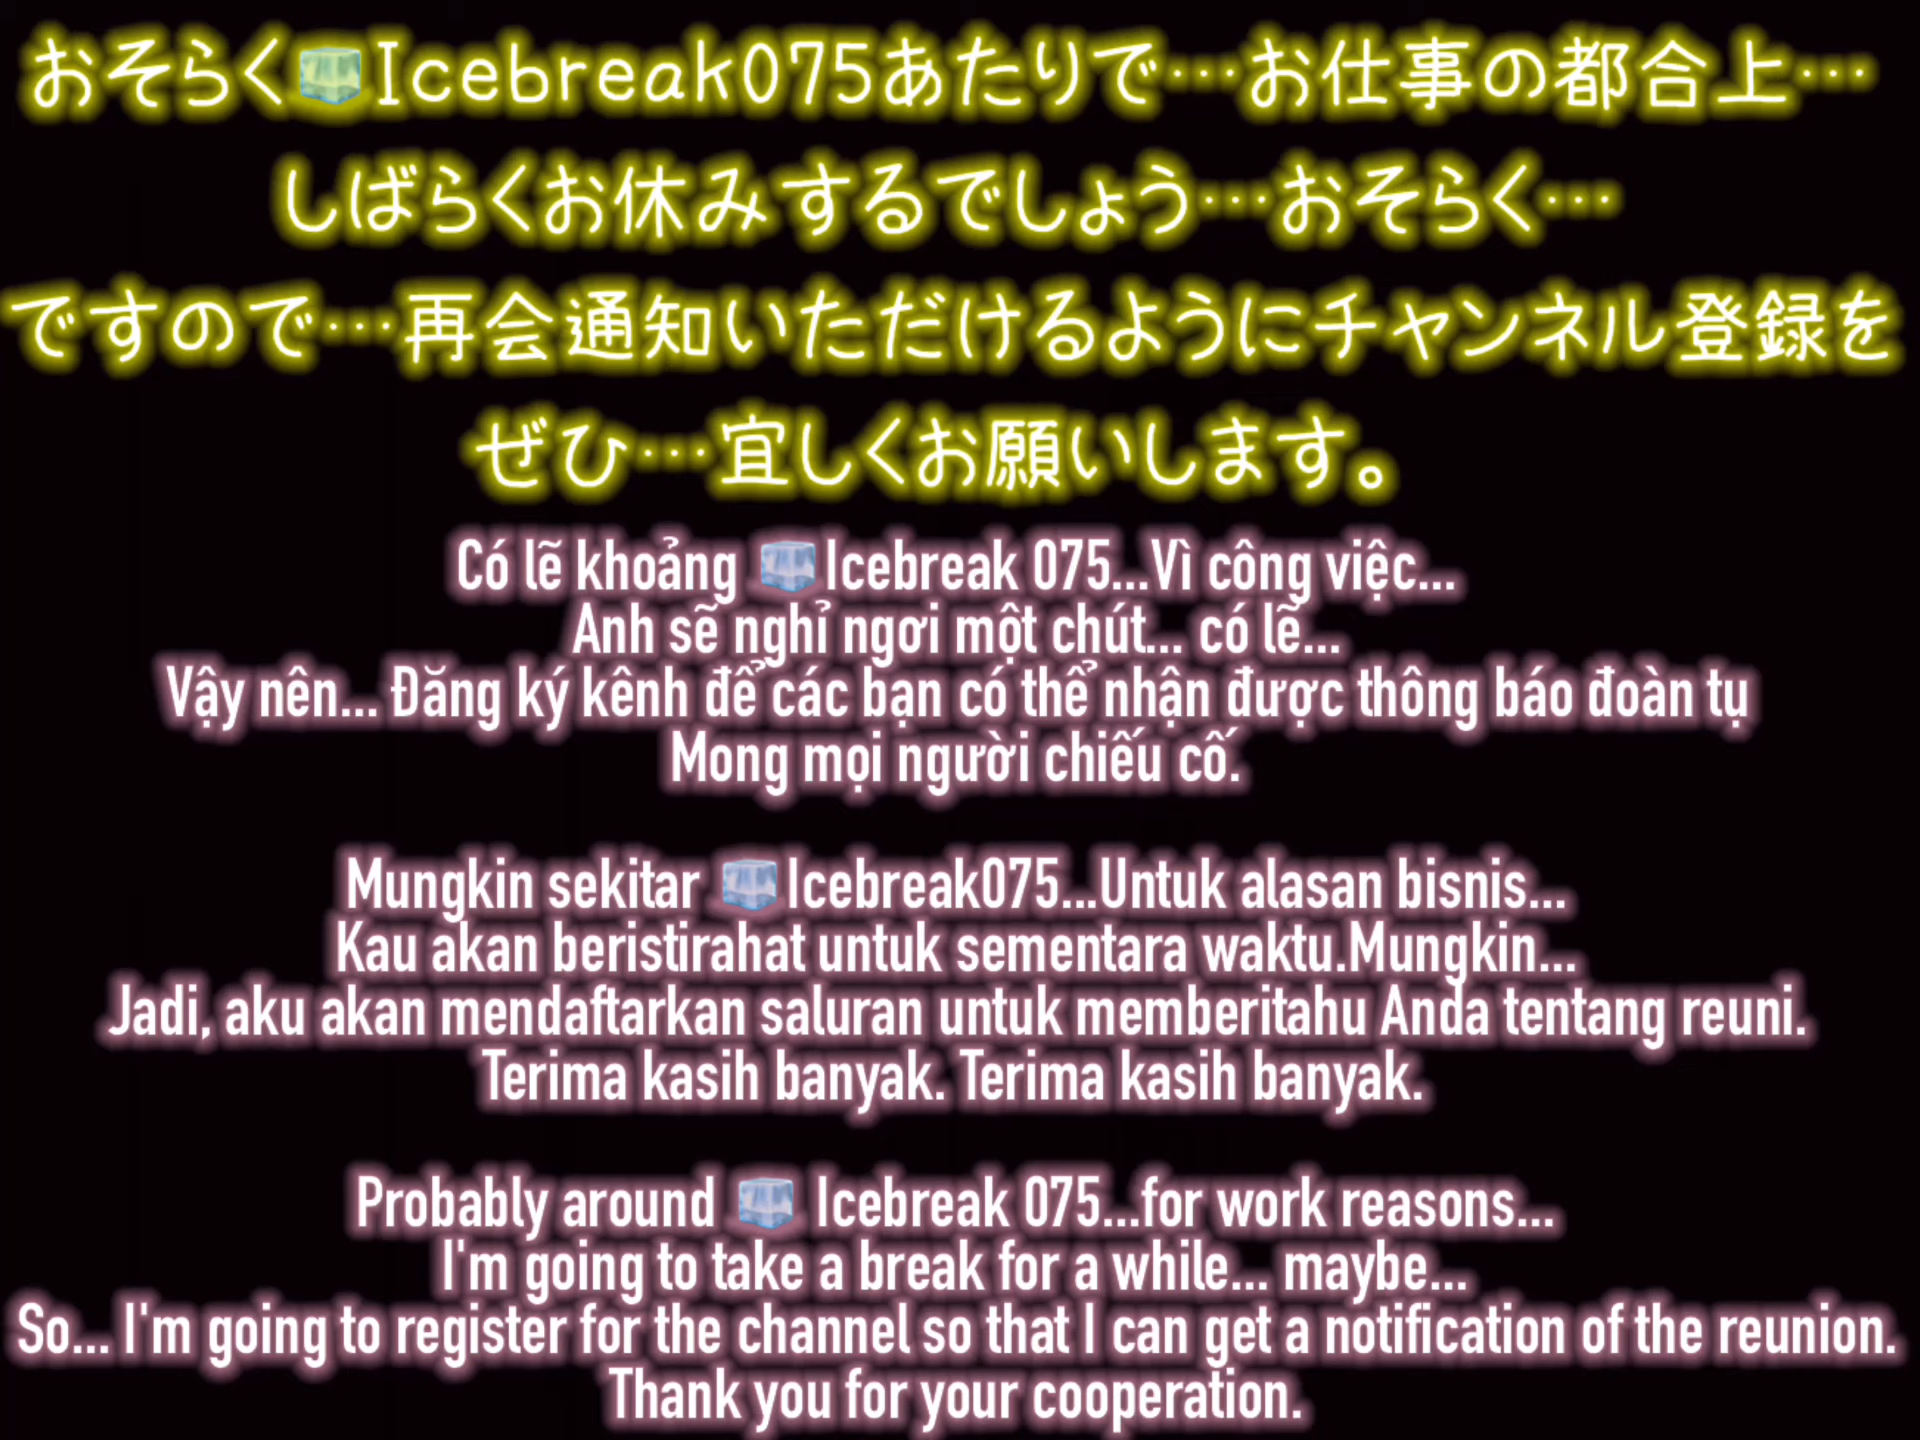 おそらく🧊Icebreak075あたりで…お仕事の都合上…
しばらくお休みするでしょう…おそらく…
ですので…再会通知いただけるようにチャンネル登録を
ぜひ…宜しくお願いします。
Có lẽ khoảng 🧊Icebreak 075...Vì công việc...
Anh sẽ nghỉ ngơi một chút... có lẽ...
Vậy nên... Đăng ký kênh để các bạn có thể nhận được thông báo đoàn tụ
Mong mọi người chiếu cố.
Mungkin sekitar 🧊Icebreak075...Untuk alasan bisnis...
Kau akan beristirahat untuk sementara waktu.Mungkin...
Jadi, aku akan mendaftarkan saluran untuk memberitahu Anda tentang reuni.
Terima kasih banyak. Terima kasih banyak.
Probably around 🧊 Icebreak 075...for work reasons...
I'm going to take a break for a while... maybe...
So... I'm going to register for the channel so that I can get a notification of the reunion.
Thank you for your cooperation.